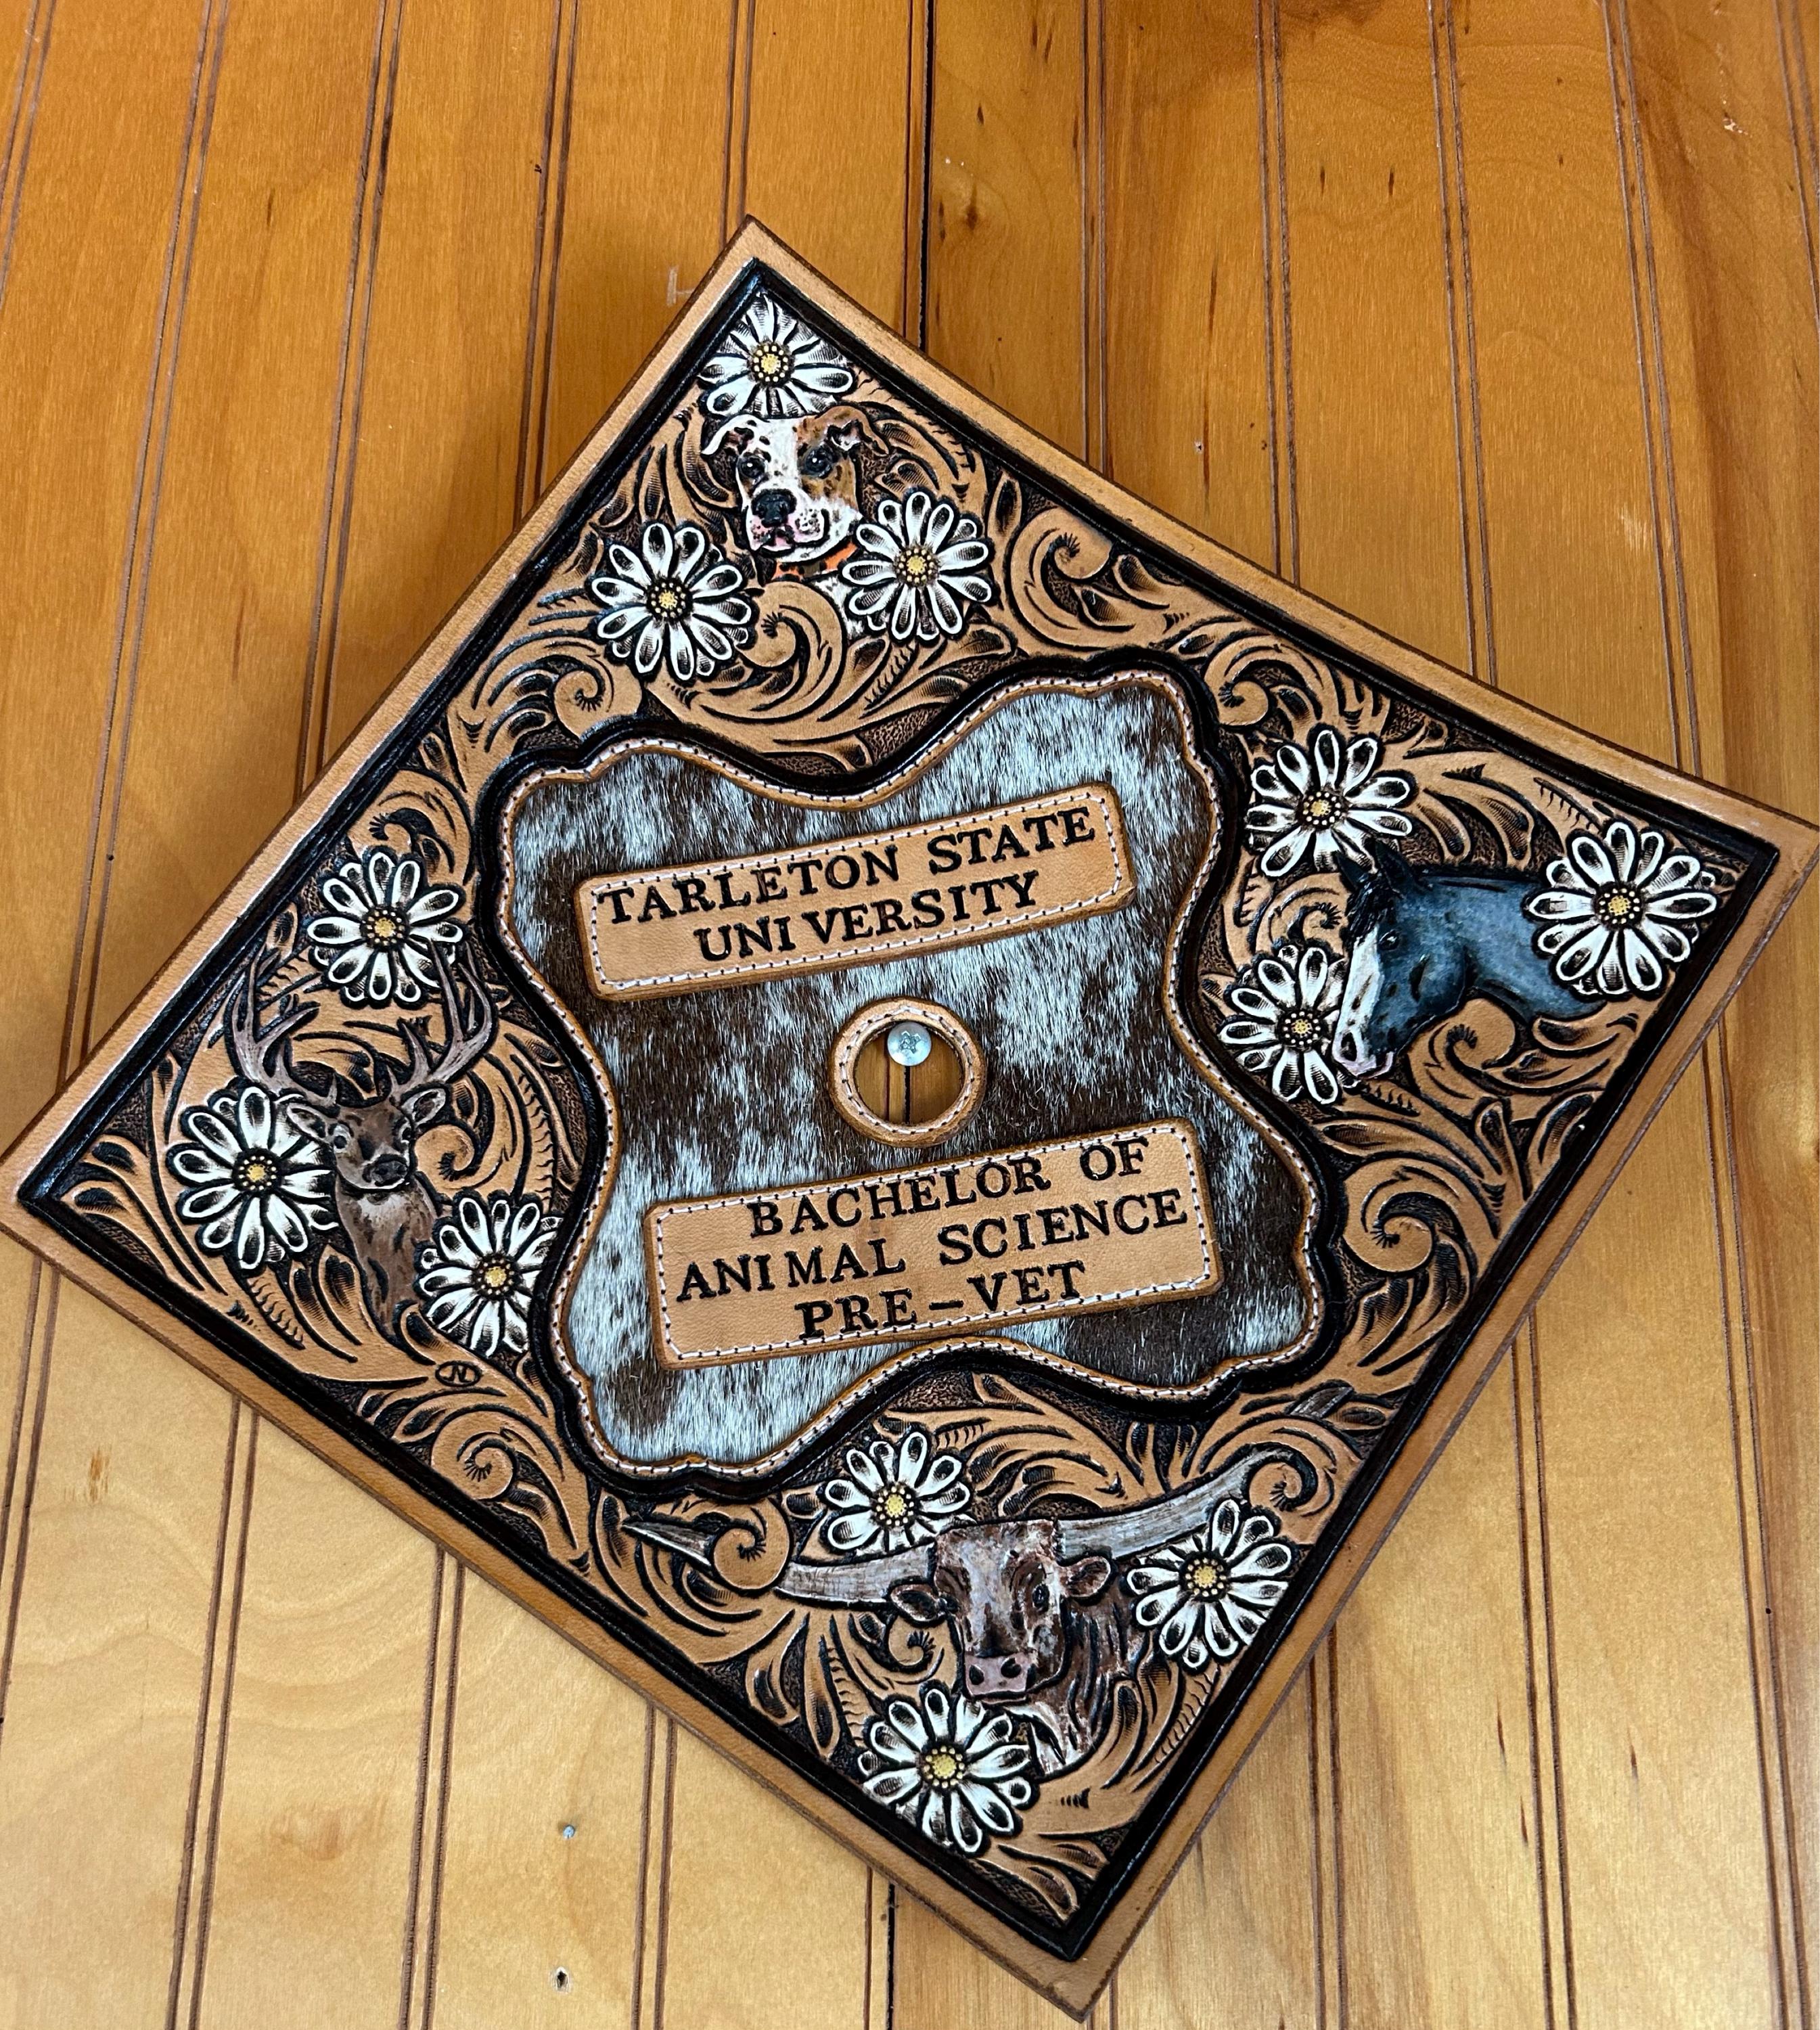 TARLETON STATE
UNIVERSITY
BACHELOR OF
ANIMAL SCIENCE
PRE-VET